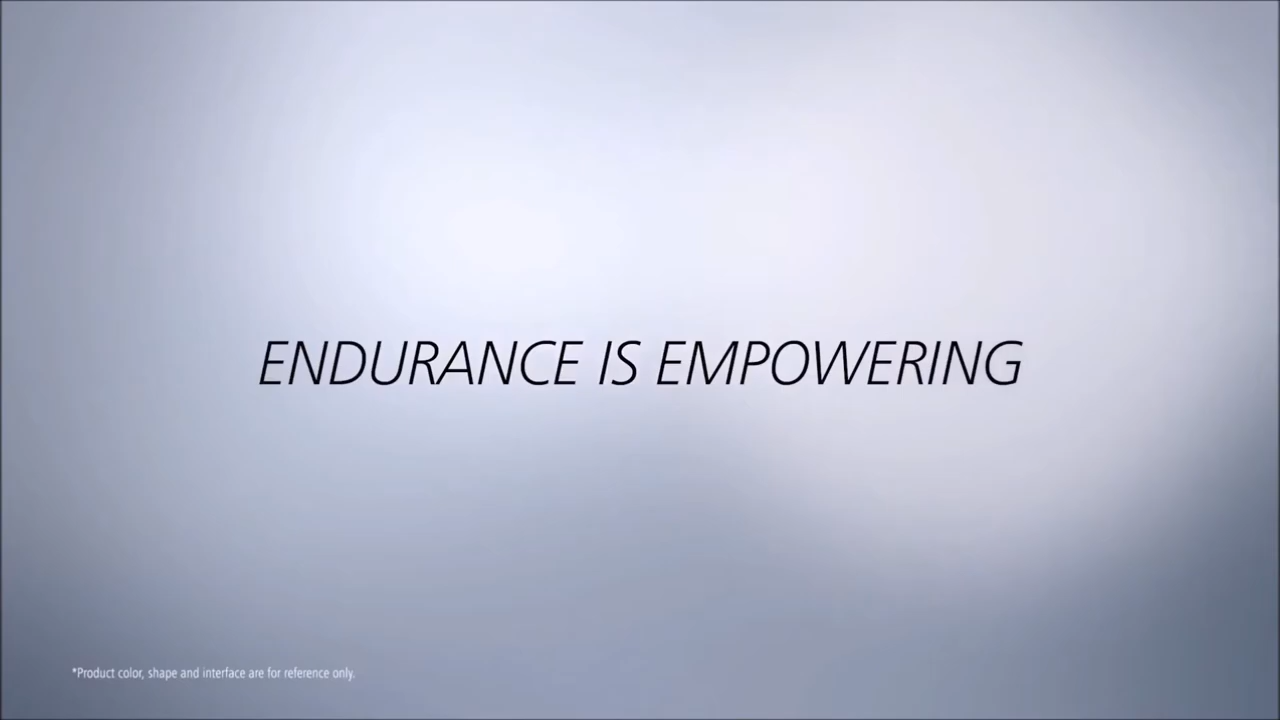 ENDURANCE IS EMPOWERING
*Product color, shape and interface are for reference only.